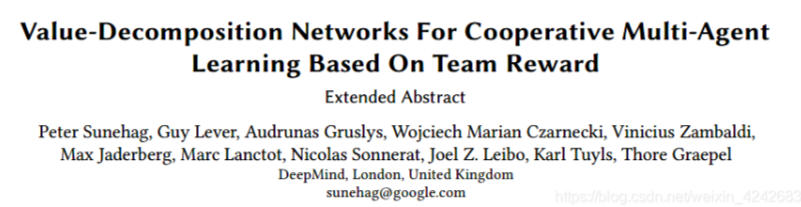 Value-Decomposition Networks For Cooperative Multi-Agent
Learning Based On Team Reward
Extended Abstract
Peter Sunehag, Guy Lever, Audrunas Gruslys, Wojciech Marian Czarnecki, Vinicius Zambaldi,
Max Jaderberg, Marc Lanctot, Nicolas Sonnerat, Joel Z. Leibo, Karl Tuyls, Thore Graepel
DeepMind, London, United Kingdom
sunehag@google.com
https://blog.csdn.net/weixin_4242683